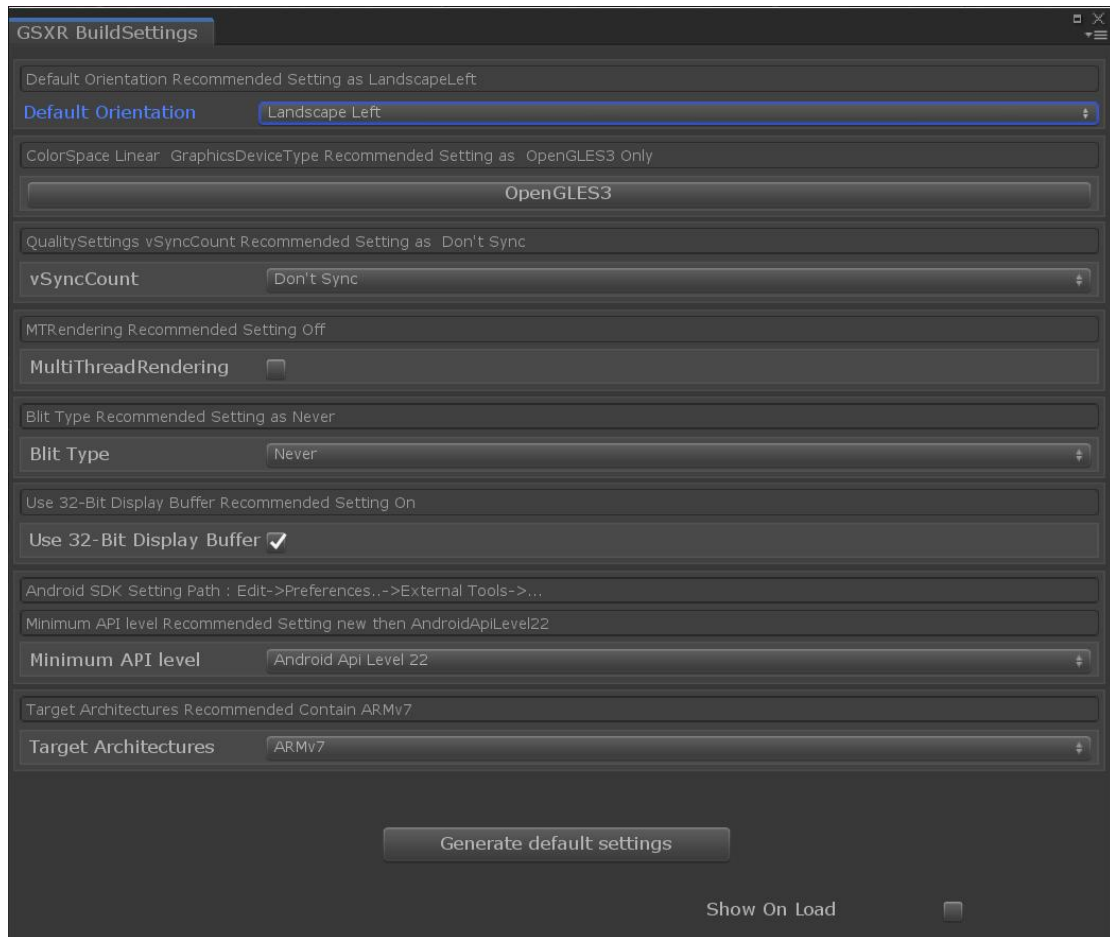 GSXR BuildSettings
Default Orientation Recommended Setting as LandscapeLeft
Default Orientation Landscape Left
ColorSpace Linear  GraphicsDeviceType Recommended Setting as  OpenGLES3 Only
OpenGLES3
QualitySettings vSyncCount Recommended Setting as  Don't Sync
vSyncCount Don't Sync
MTRendering Recommended Setting Off
MultiThreadRendering
Blit Type Recommended Setting as Never
Blit Type Never
Use 32-Bit Display Buffer Recommended Setting On
Use 32-Bit Display Buffer
Android SDK Setting Path : Edit->Preferences..->External Tools->...
Minimum API level Recommended Setting new then AndroidApiLevel22
Minimum API level Android Api Level 22
Target Architectures Recommended Contain ARMv7
Target Architectures ARMv7
Generate default settings
Show On Load